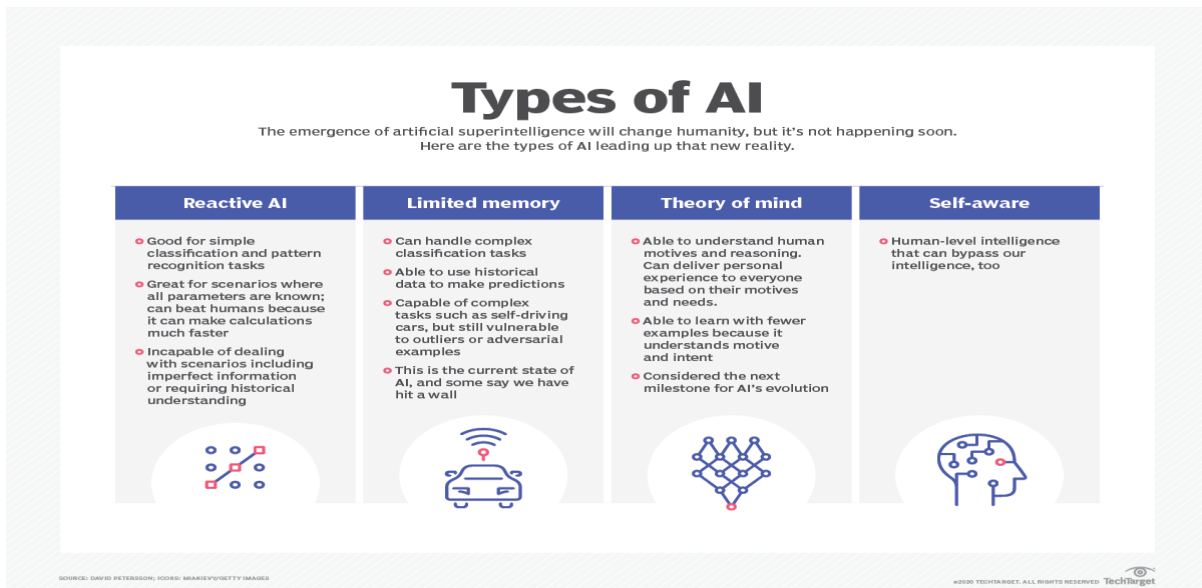 Types of AI
The emergence of artificial superintelligence will change humanity, but it's not happening soon.
Here are the types of AI leading up that new reality.
Reactive AI
Good for simple
classification and pattern
recognition tasks
Great for scenarios where
all parameters are known;
can beat humans because
it can make calculations
much faster
Incapable of dealing
with scenarios including
imperfect information
or requiring historical
understanding
Limited memory
Can handle complex
classification tasks
Able to use historical
data to make predictions
Capable of complex
tasks such as self-driving
cars, but still vulnerable
to outliers or adversarial
examples
This is the current state of
AI, and some say we have
hit a wall
Theory of mind
Able to understand human
motives and reasoning.
Can deliver personal
experience to everyone
based on their motives
and needs.
Able to learn with fewer
examples because it
understands motive
and intent
Considered the next
milestone for AI's evolution
Self-aware
Human-level intelligence
that can bypass our
intelligence, too
SOURCE: DAVID PETERSSON; ICONS: MIAKIEVY/GETTY IMAGES
©2020 TECHTARGET. ALL RIGHTS RESERVED TechTarget